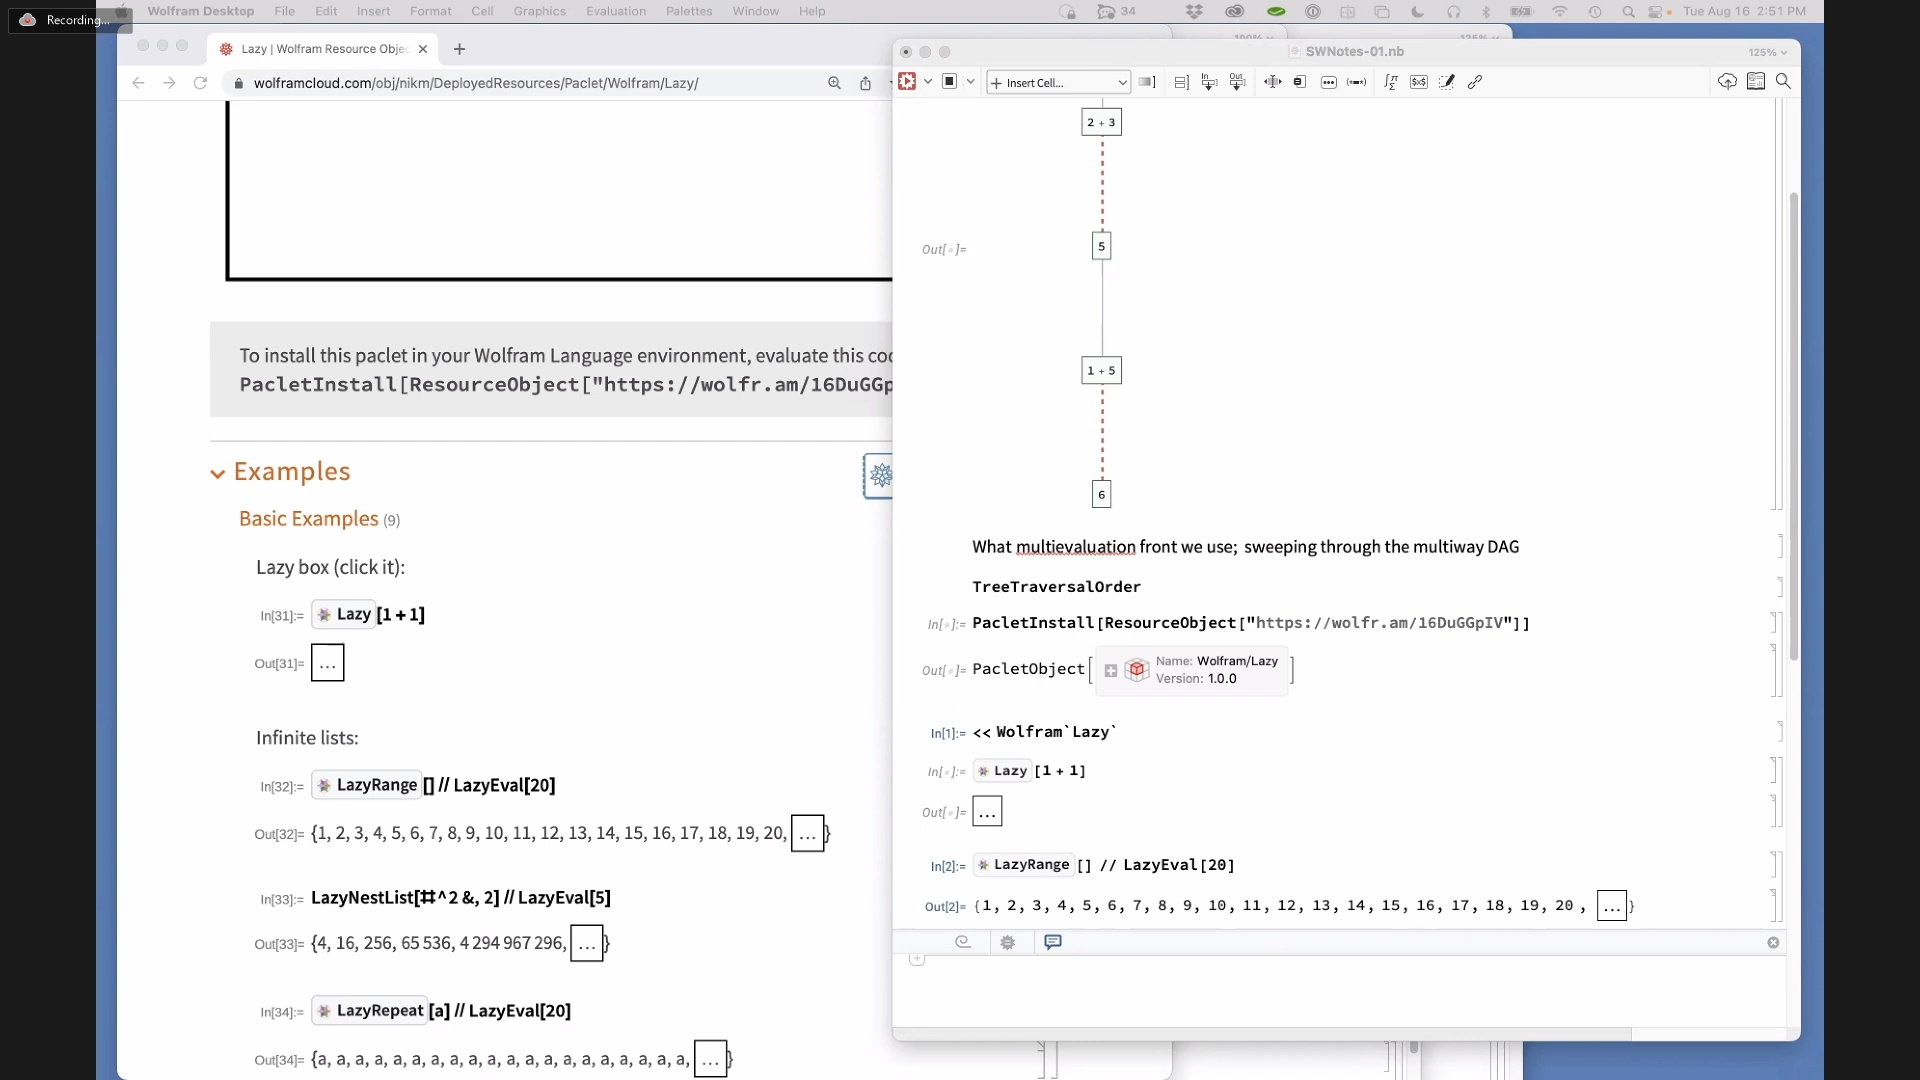 Recording...
Wolfram Desktop File Edit Insert Format Cell Graphics Evaluation Palettes Window Help 34 Tue Aug 16 2:51 PM
Lazy | Wolfram Resource Obje
wolframcloud.com/obj/nikm/DeployedResources/Paclet/Wolfram/Lazy/
To install this paclet in your Wolfram Language environment, evaluate this co
PacletInstall[ResourceObject["https://wolfr.am/16DuGGp
Examples
Basic Examples (9)
Lazy box (click it):
In[31]:= Lazy [1 + 1]
Out[31]= ...
Infinite lists:
In[32]:= LazyRange [] // LazyEval[20]
Out[32]= {1, 2, 3, 4, 5, 6, 7, 8, 9, 10, 11, 12, 13, 14, 15, 16, 17, 18, 19, 20, ... }
In[33]:= LazyNestList[#^2 &, 2] // LazyEval[5]
Out[33]= {4, 16, 256, 65 536, 4 294 967 296, ... }
In[34]:= LazyRepeat [a] // LazyEval[20]
Out[34]= {a, a, a, a, a, a, a, a, a, a, a, a, a, a, a, a, a, a, a, a, ... }
SWNotes-01.nb
125%
Insert Cell...
2 + 3
Out[ ]=
5
1 + 5
6
What multievaluation front we use; sweeping through the multiway DAG
TreeTraversalOrder
In[ ]:= PacletInstall[ResourceObject["https://wolfr.am/16DuGGpIV"]]
Out[ ]= PacletObject[ Name: Wolfram/Lazy
Version: 1.0.0 ]
In[1]:= << Wolfram`Lazy`
In[ ]:= Lazy [1 + 1]
Out[ ]= ...
In[2]:= LazyRange [] // LazyEval[20]
Out[2]= {1, 2, 3, 4, 5, 6, 7, 8, 9, 10, 11, 12, 13, 14, 15, 16, 17, 18, 19, 20, ... }